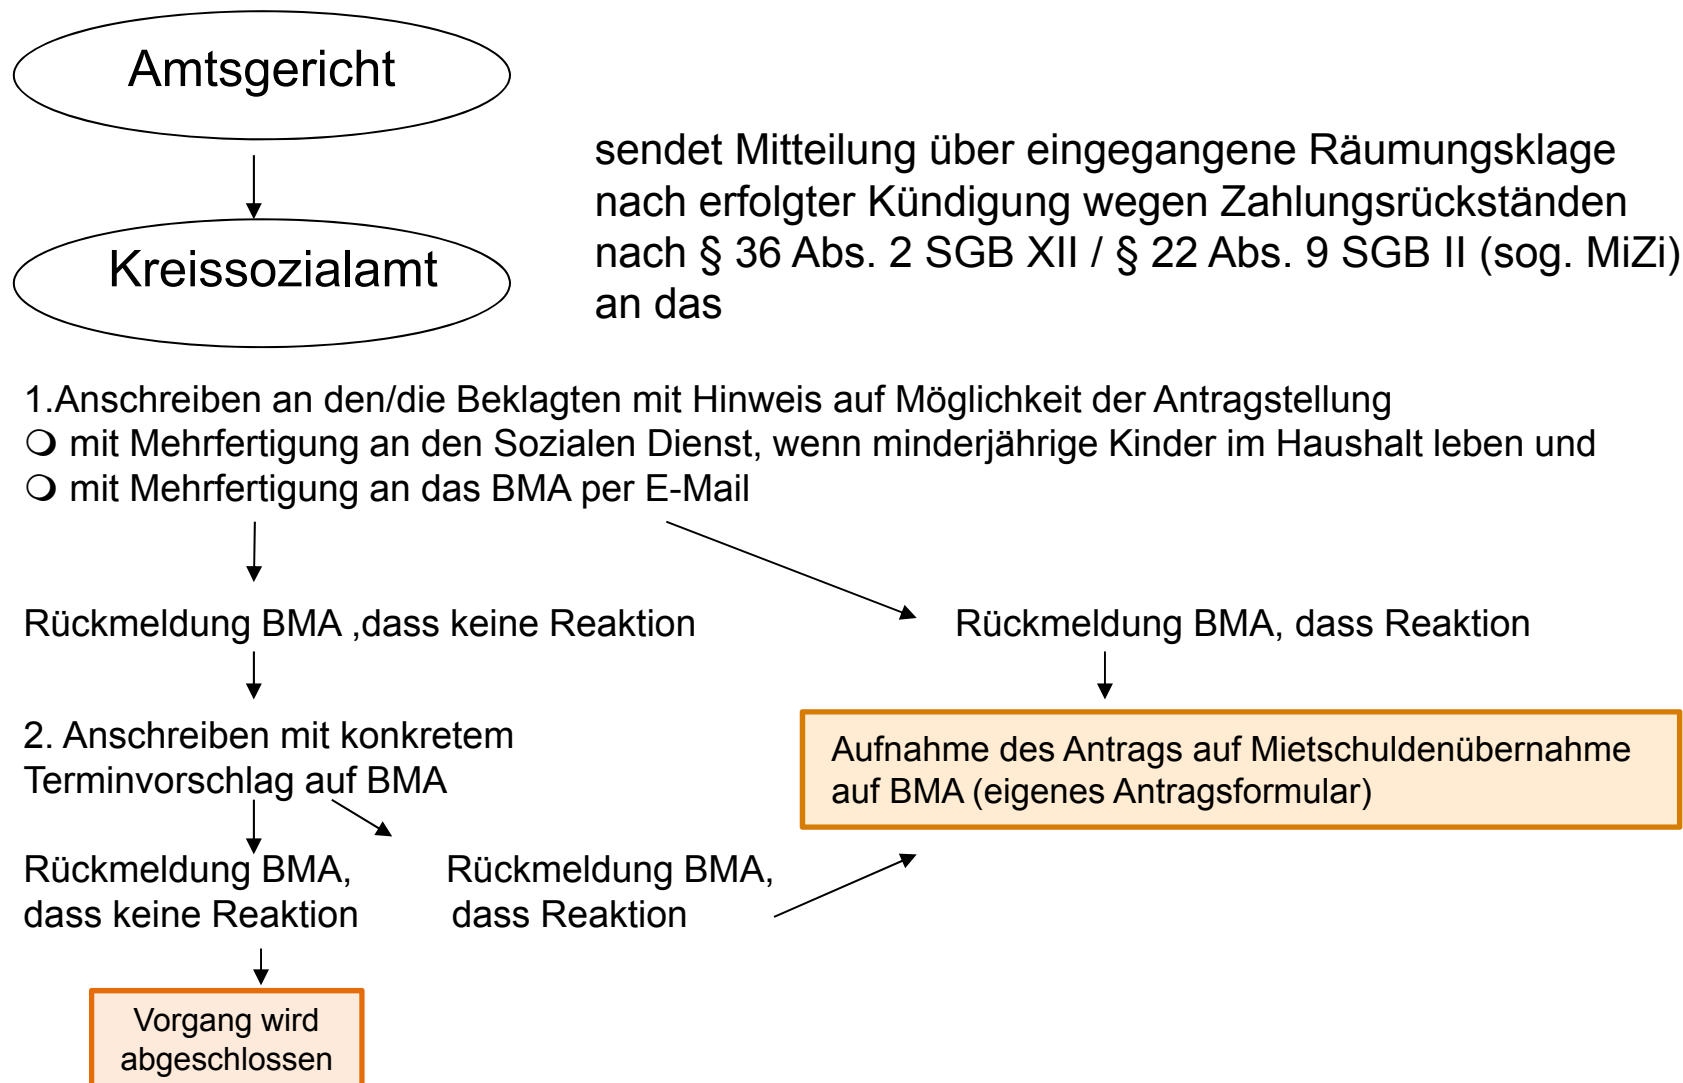 Amtsgericht
sendet Mitteilung über eingegangene Räumungsklage
nach erfolgter Kündigung wegen Zahlungsrückständen
nach § 36 Abs. 2 SGB XII / § 22 Abs. 9 SGB II (sog. MiZi)
an das
Kreissozialamt
1.Anschreiben an den/die Beklagten mit Hinweis auf Möglichkeit der Antragstellung
❍ mit Mehrfertigung an den Sozialen Dienst, wenn minderjährige Kinder im Haushalt leben und
❍ mit Mehrfertigung an das BMA per E-Mail
Rückmeldung BMA ,dass keine Reaktion
Rückmeldung BMA, dass Reaktion
2. Anschreiben mit konkretem
Terminvorschlag auf BMA
Aufnahme des Antrags auf Mietschuldenübernahme
auf BMA (eigenes Antragsformular)
Rückmeldung BMA,
dass keine Reaktion
Rückmeldung BMA,
dass Reaktion
Vorgang wird
abgeschlossen